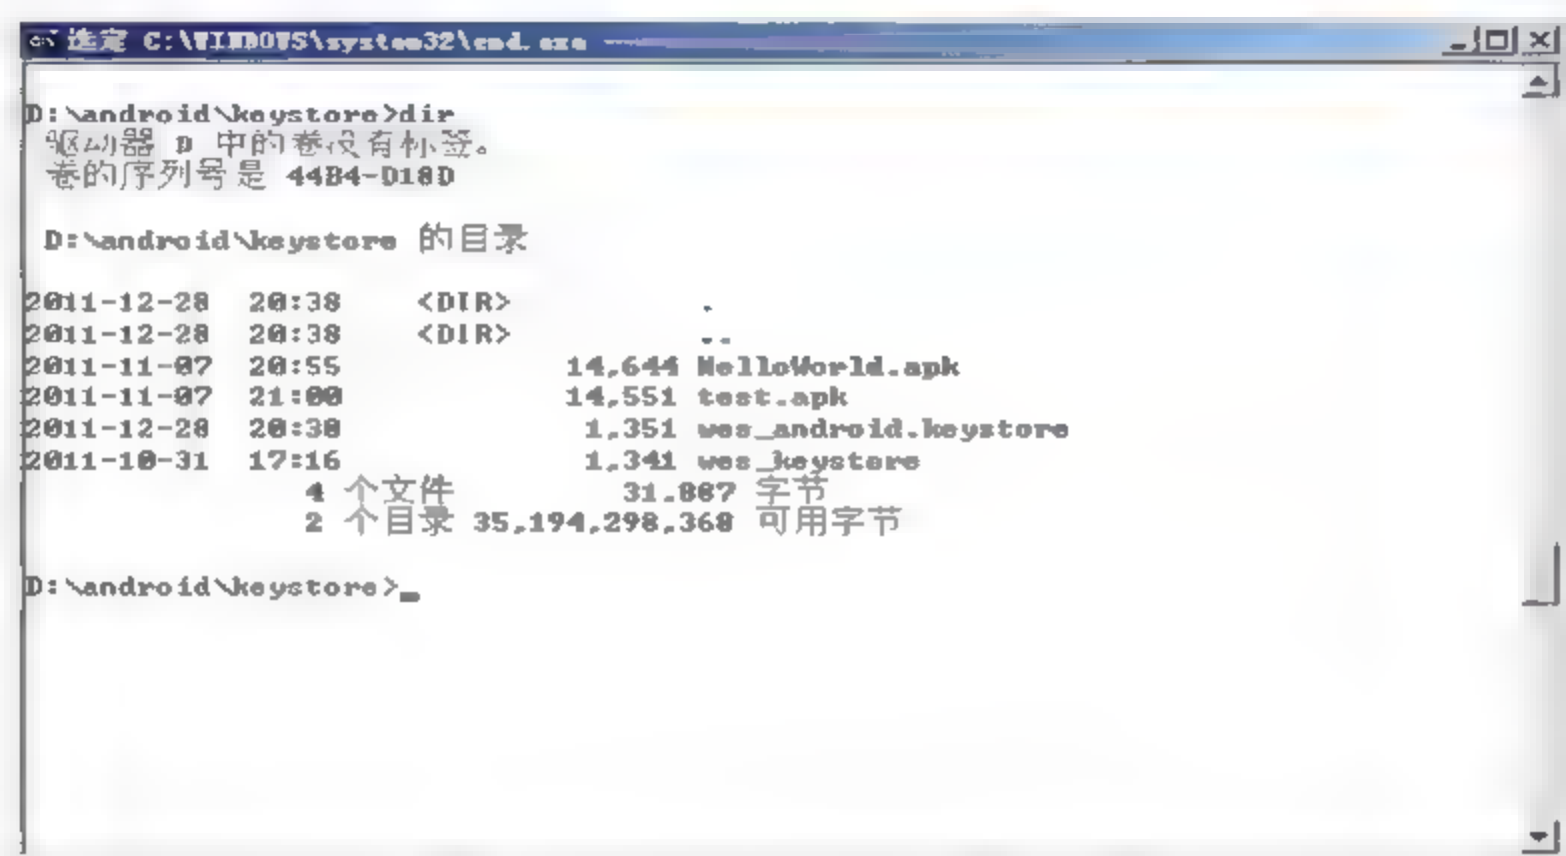 选定 C:\WINDOWS\system32\cmd.exe
D:\android\keystore>dir
驱动器 D 中的卷没有标签。
卷的序列号是 44B4-D18D
D:\android\keystore 的目录
2011-12-28 20:38 <DIR> .
2011-12-28 20:38 <DIR> ..
2011-11-07 20:55 14,644 HelloWorld.apk
2011-11-07 21:00 14,551 test.apk
2011-12-28 20:38 1,351 wes_android.keystore
2011-10-31 17:16 1,341 wes_keystore
4 个文件 31,887 字节
2 个目录 35,194,298,368 可用字节
D:\android\keystore>_